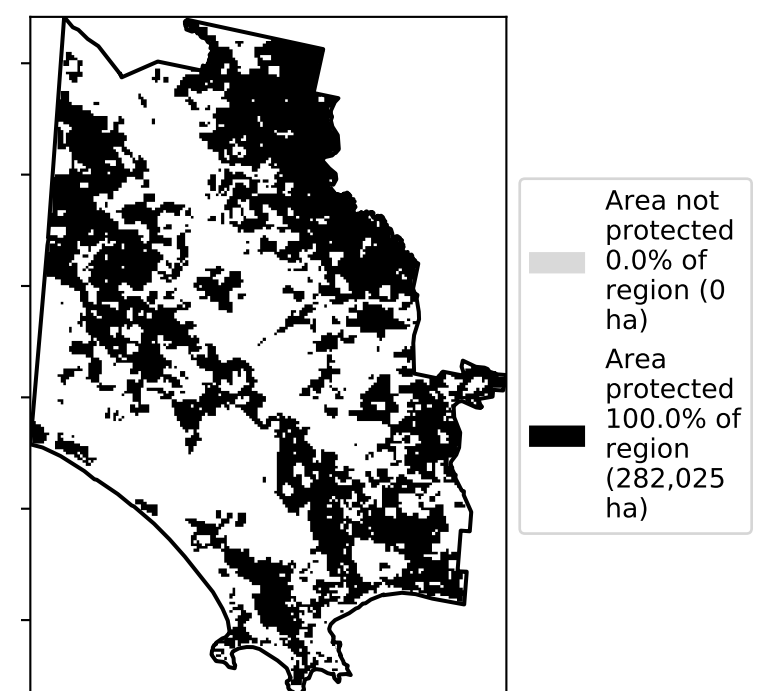 Area not
protected
0.0% of
region (0
ha)
Area
protected
100.0% of
region
(282,025
ha)